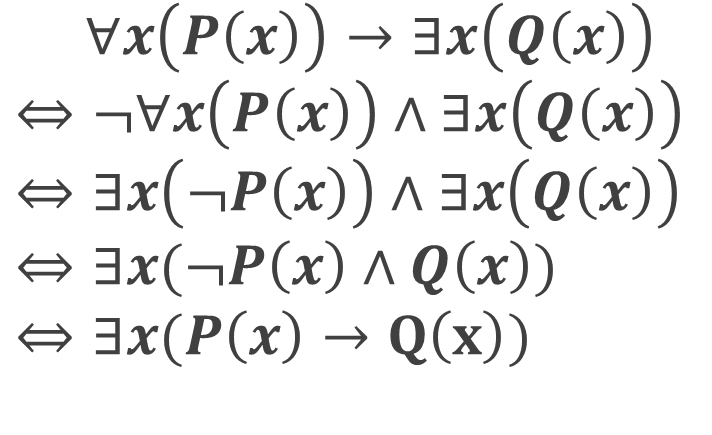 ∀x(P(x)) → ∃x(Q(x))
⇔ ¬∀x(P(x)) ∧ ∃x(Q(x))
⇔ ∃x(¬P(x)) ∧ ∃x(Q(x))
⇔ ∃x(¬P(x) ∧ Q(x))
⇔ ∃x(P(x) → Q(x))